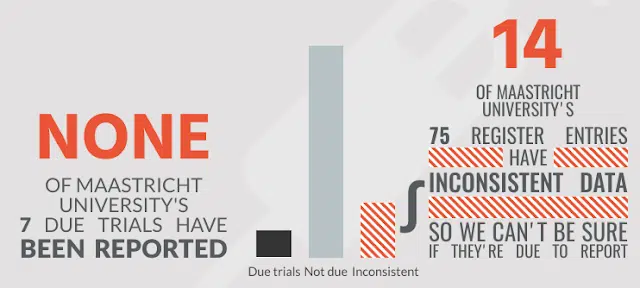 NONE
OF MAASTRICHT
UNIVERSITY'S
7 DUE TRIALS HAVE
BEEN REPORTED
Due trials Not due Inconsistent
14
OF MAASTRICHT
UNIVERSITY'S
75 REGISTER ENTRIES
HAVE
INCONSISTENT DATA
SO WE CAN'T BE SURE
IF THEY'RE DUE TO REPORT